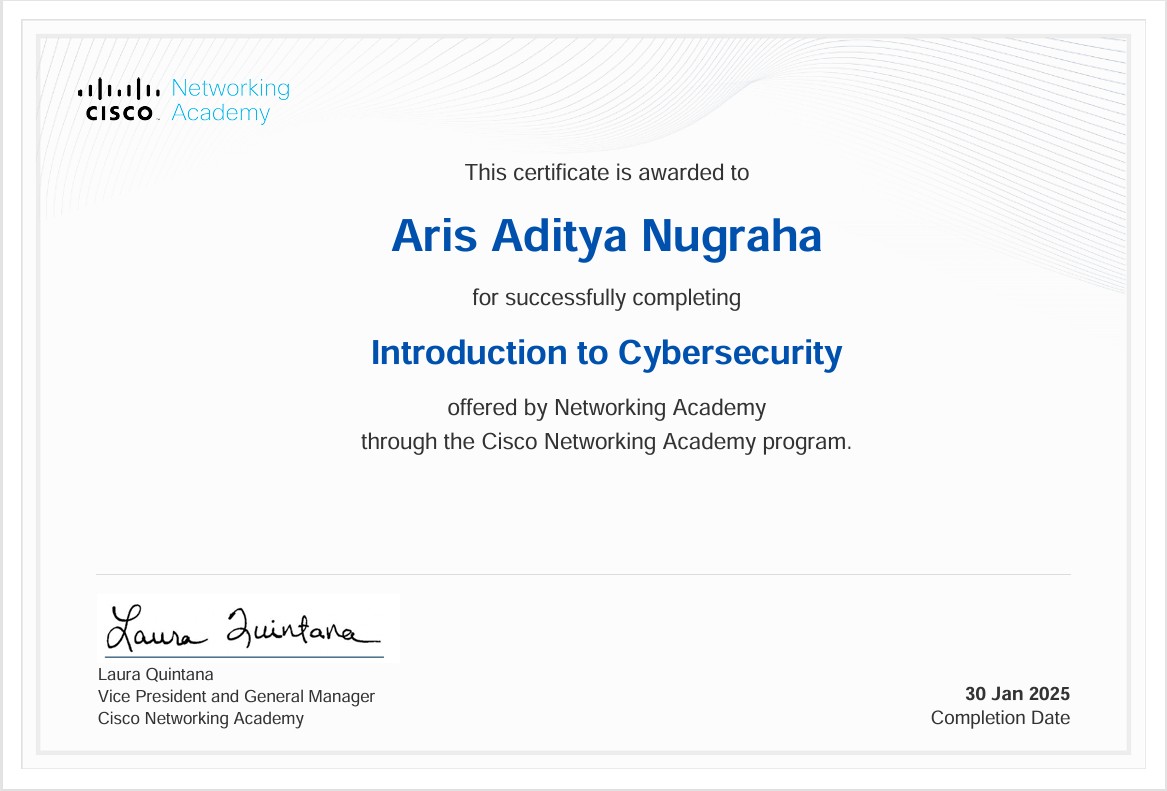 Networking
CISCO Academy
This certificate is awarded to
Aris Aditya Nugraha
for successfully completing
Introduction to Cybersecurity
offered by Networking Academy
through the Cisco Networking Academy program.
Laura Quintana
Laura Quintana
Vice President and General Manager
Cisco Networking Academy
30 Jan 2025
Completion Date